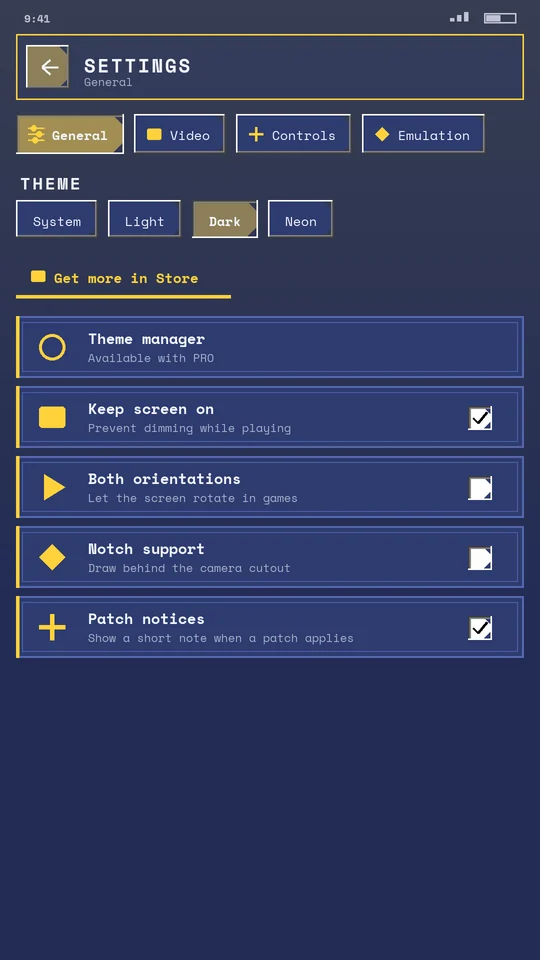 9:41
SETTINGS
General
General Video Controls Emulation
THEME
System Light Dark Neon
Get more in Store
Theme manager
Available with PRO
Keep screen on
Prevent dimming while playing
Both orientations
Let the screen rotate in games
Notch support
Draw behind the camera cutout
Patch notices
Show a short note when a patch applies